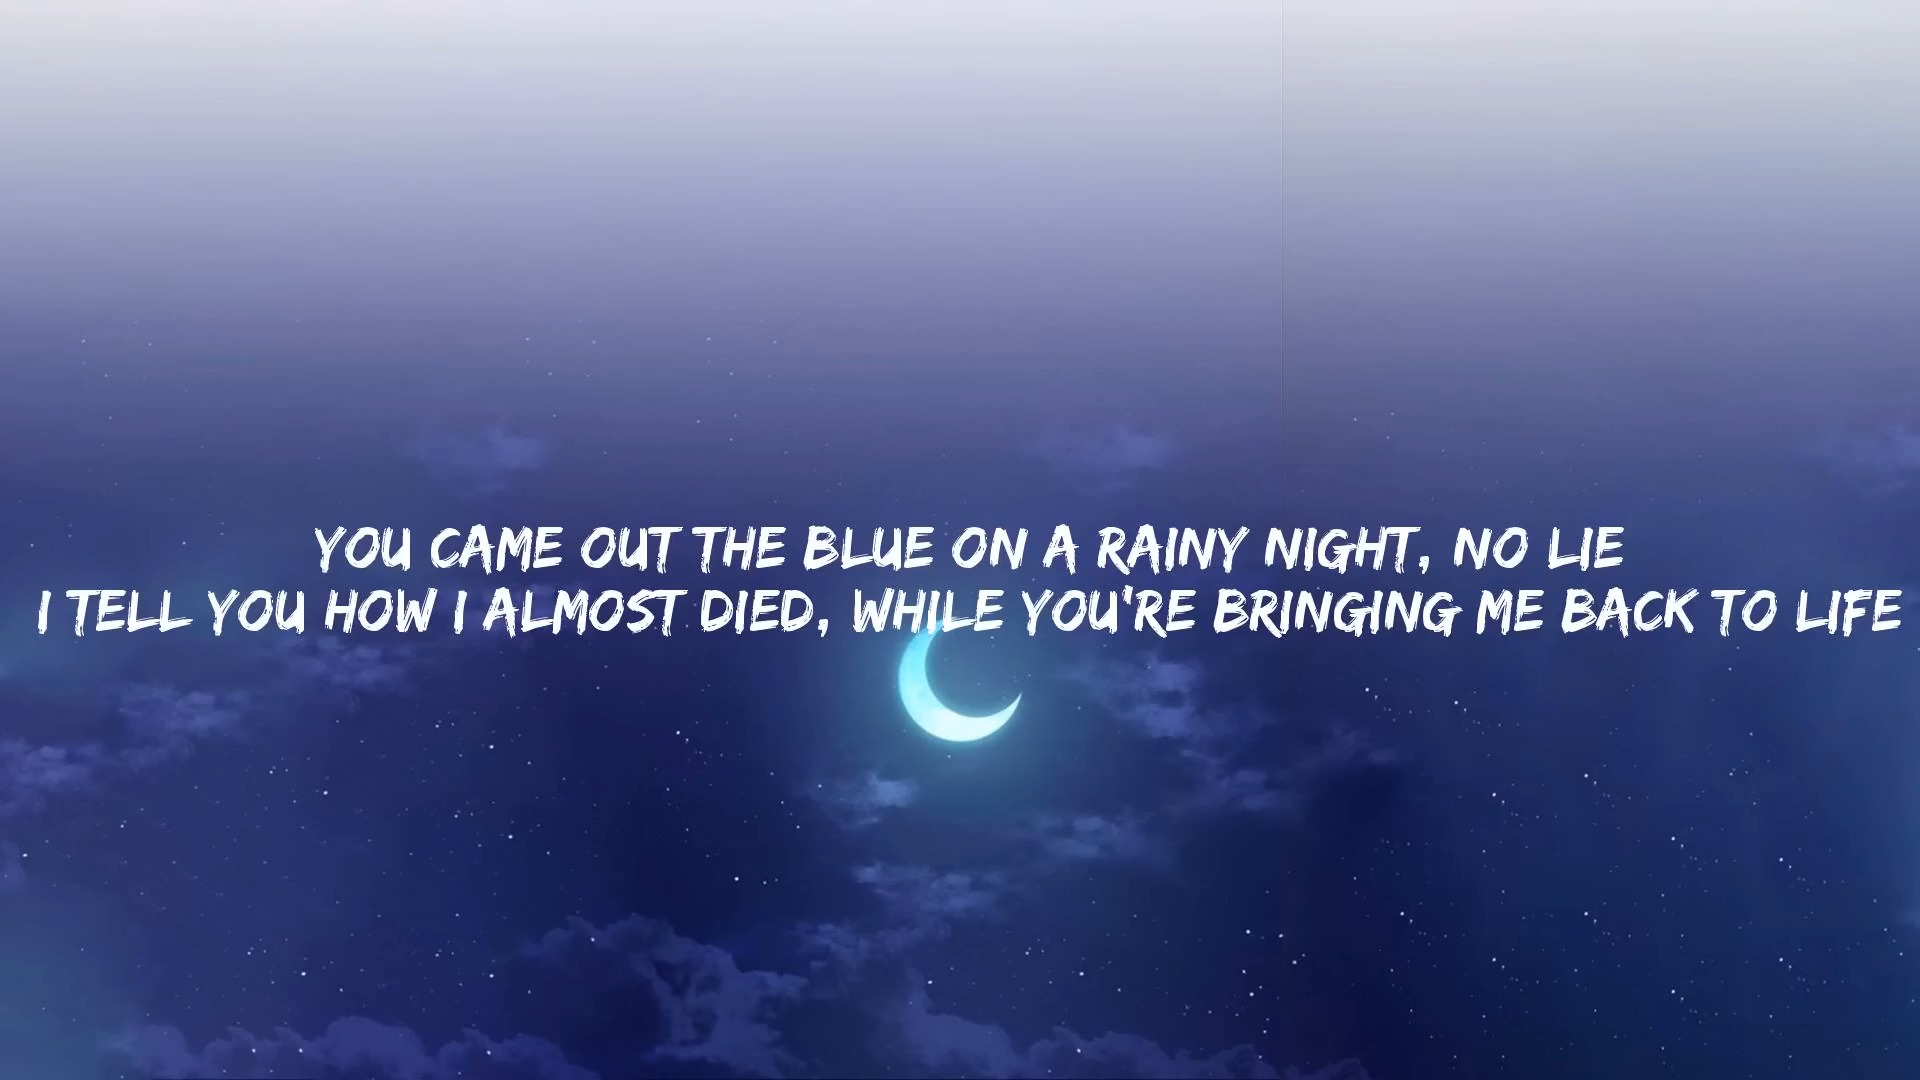 YOU CAME OUT THE BLUE ON A RAINY NIGHT, NO LIE
I TELL YOU HOW I ALMOST DIED, WHILE YOU'RE BRINGING ME BACK TO LIFE